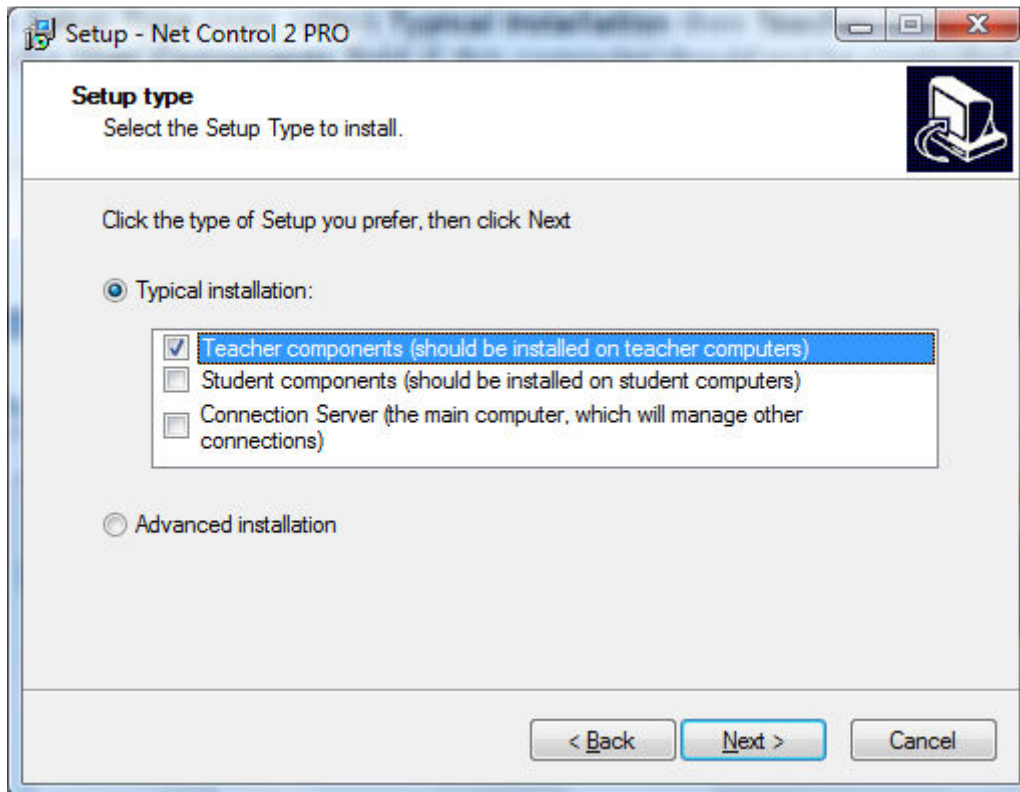 Setup - Net Control 2 PRO
Setup type
Select the Setup Type to install.
Click the type of Setup you prefer, then click Next
Typical installation:
Teacher components (should be installed on teacher computers)
Student components (should be installed on student computers)
Connection Server (the main computer, which will manage other
connections)
Advanced installation
< Back
Next >
Cancel